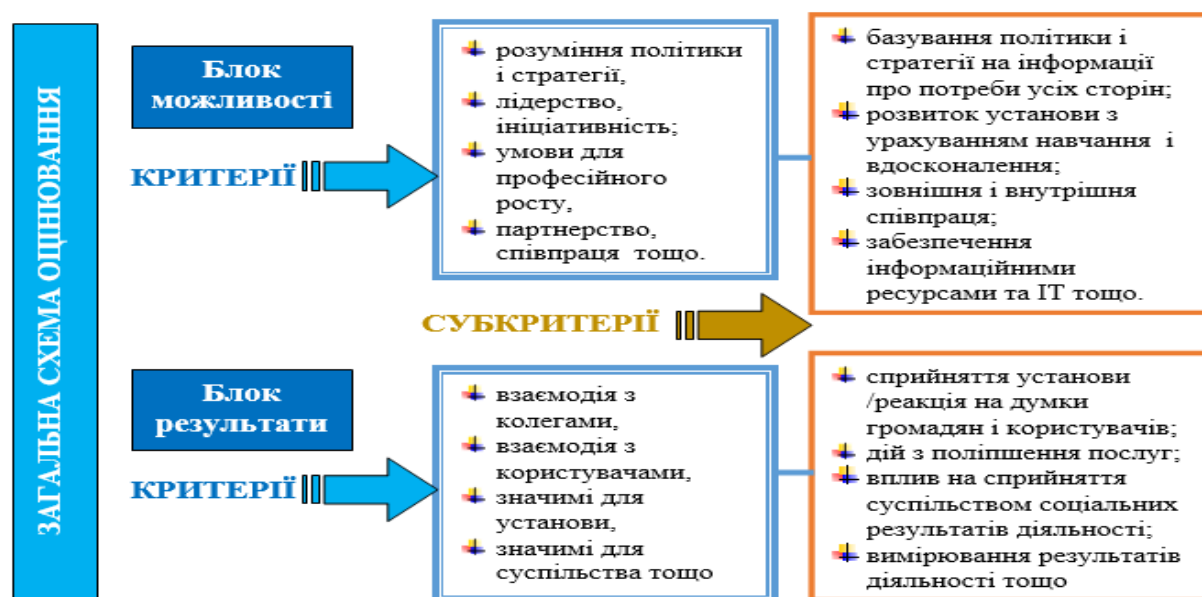 ЗАГАЛЬНА СХЕМА ОЦІНЮВАННЯ
Блок
можливості
КРИТЕРІЇ
розуміння політики
і стратегії,
лідерство,
ініціативність;
умови для
професійного
росту,
партнерство,
співпраця тощо.
базування політики і
стратегії на інформації
про потреби усіх сторін;
розвиток установи з
урахуванням навчання і
вдосконалення;
зовнішня і внутрішня
співпраця;
забезпечення
інформаційними
ресурсами та ІТ тощо.
СУБКРИТЕРІЇ
Блок
результати
КРИТЕРІЇ
взаємодія з
колегами,
взаємодія з
користувачами,
значимі для
установи,
значимі для
суспільства тощо
сприйняття установи
/реакція на думки
громадян і користувачів;
дій з поліпшення послуг;
вплив на сприйняття
суспільством соціальних
результатів діяльності;
вимірювання результатів
діяльності тощо